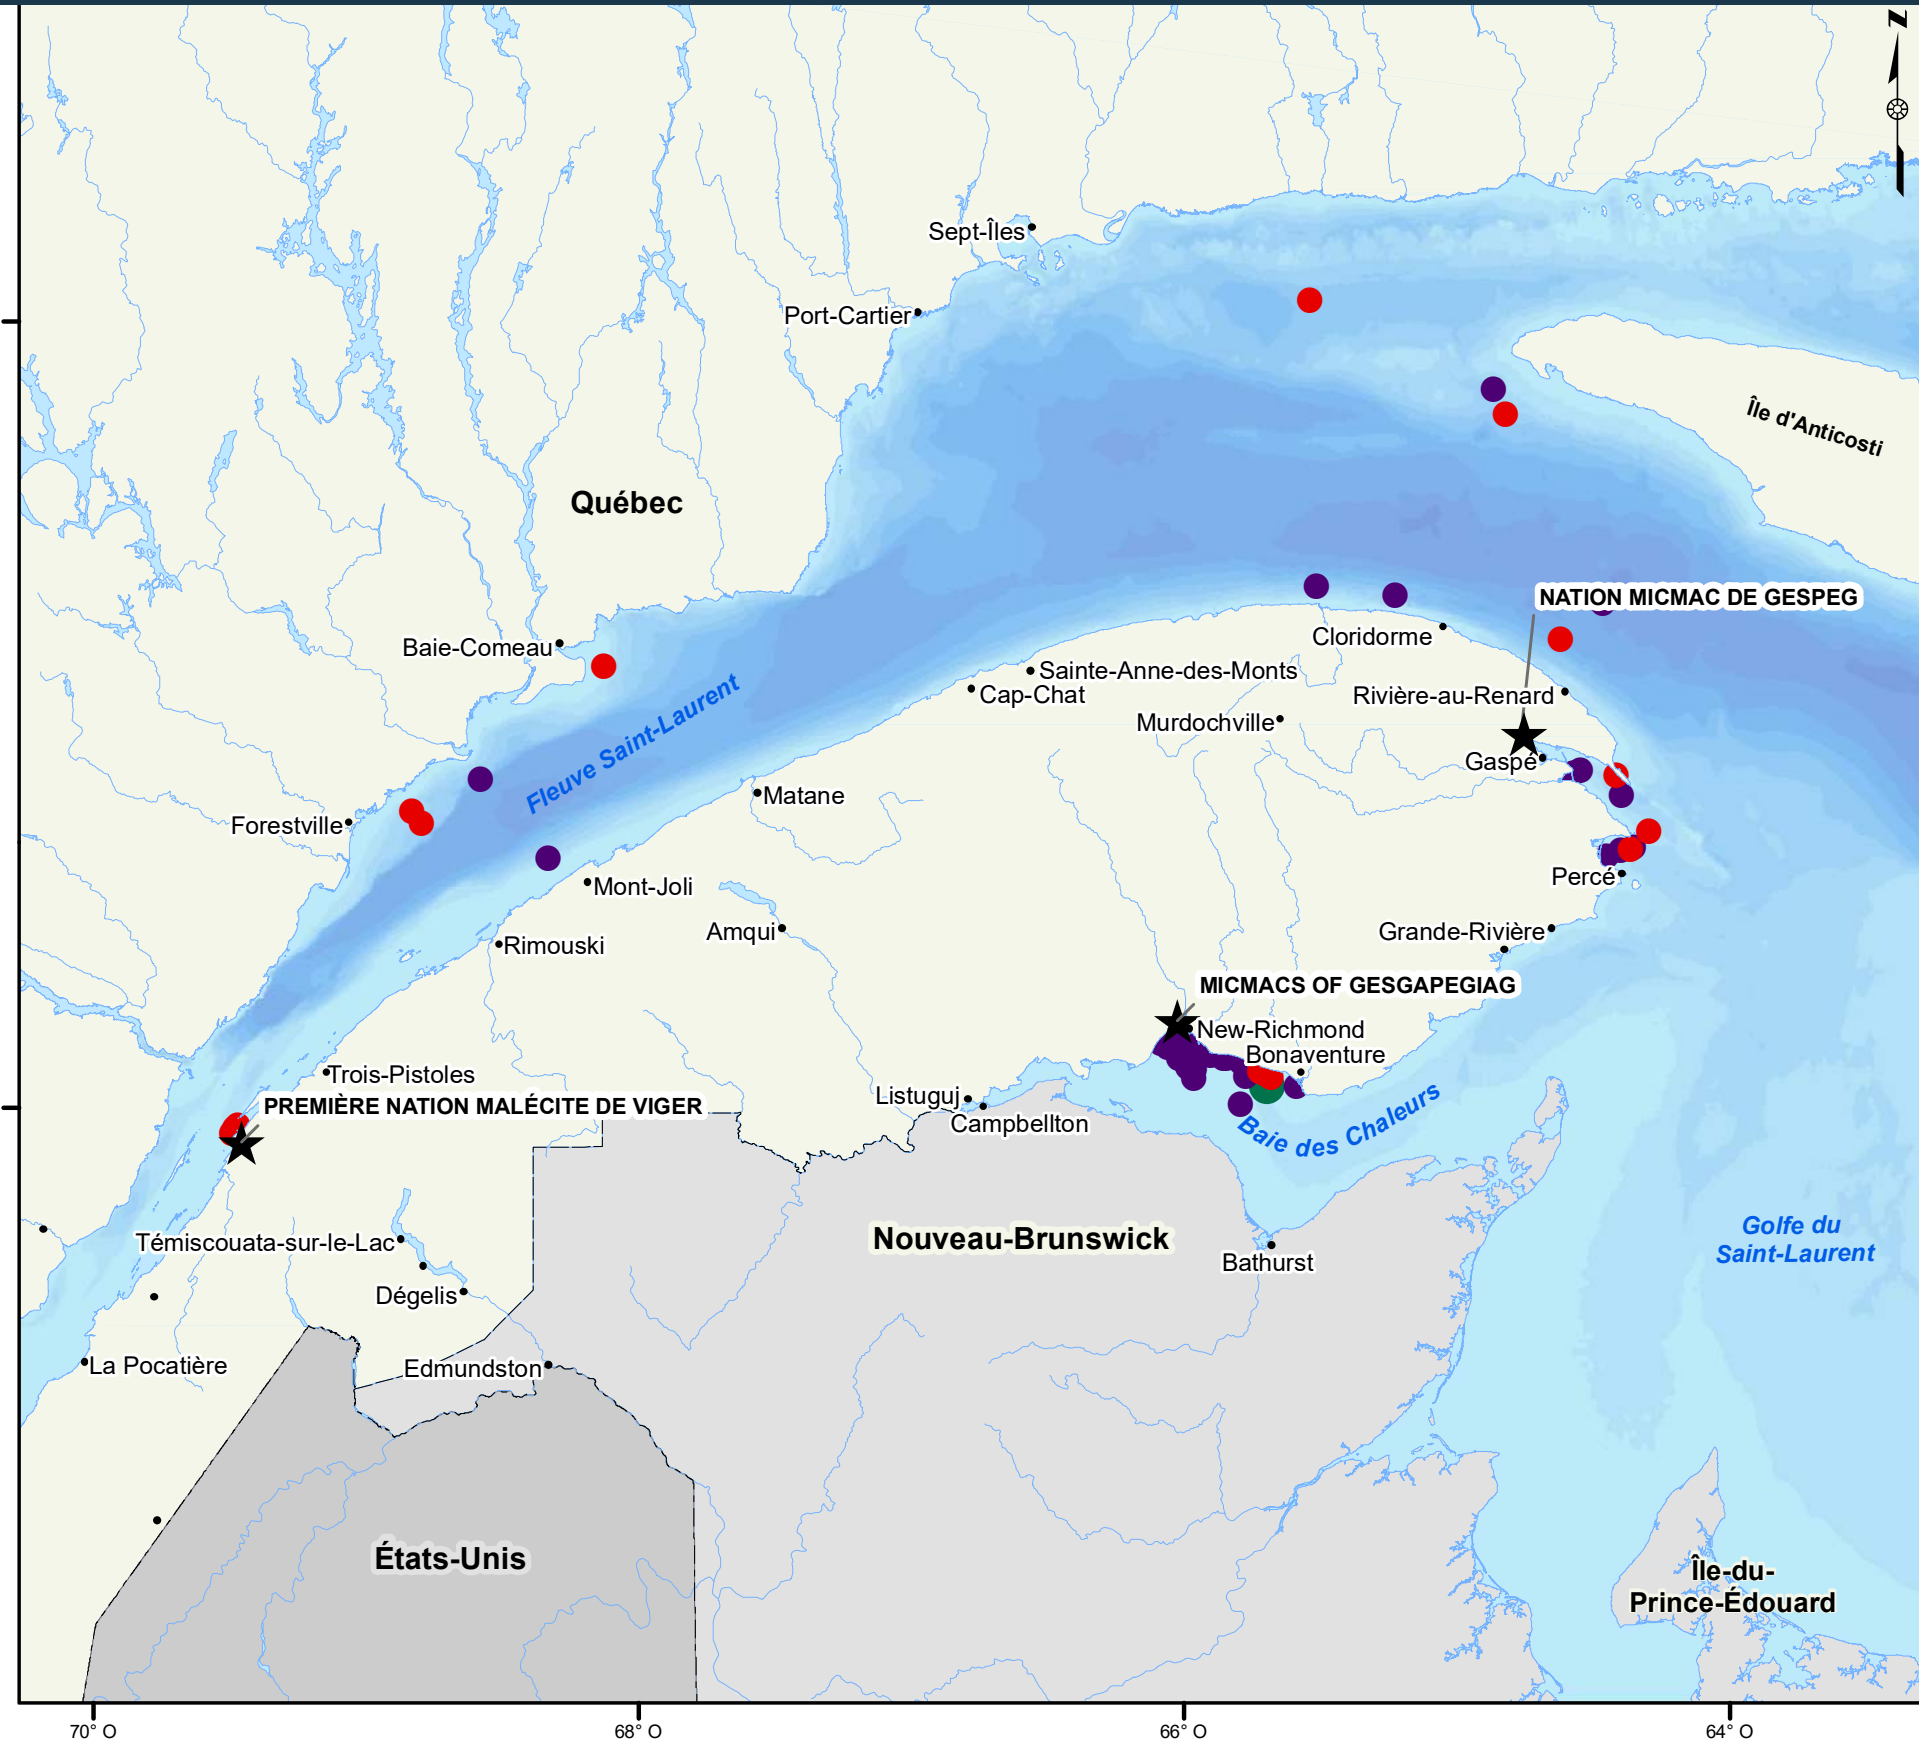 N
Sept-Îles
Port-Cartier
Île d'Anticosti
Québec
NATION MICMAC DE GESPEG
Cloridorme
Baie-Comeau
Sainte-Anne-des-Monts
Cap-Chat
Rivière-au-Renard
Murdochville
Fleuve Saint-Laurent
Gaspé
Matane
Forestville
Percé
Mont-Joli
Amqui
Grande-Rivière
Rimouski
MICMACS OF GESGAPEGIAG
New-Richmond
Bonaventure
Trois-Pistoles
Listuguj
PREMIÈRE NATION MALÉCITE DE VIGER
Campbellton
Baie des Chaleurs
Témiscouata-sur-le-Lac
Nouveau-Brunswick
Golfe du
Saint-Laurent
Bathurst
Dégelis
La Pocatière
Edmundston
États-Unis
Île-du-
Prince-Édouard
70° O
68° O
66° O
64° O